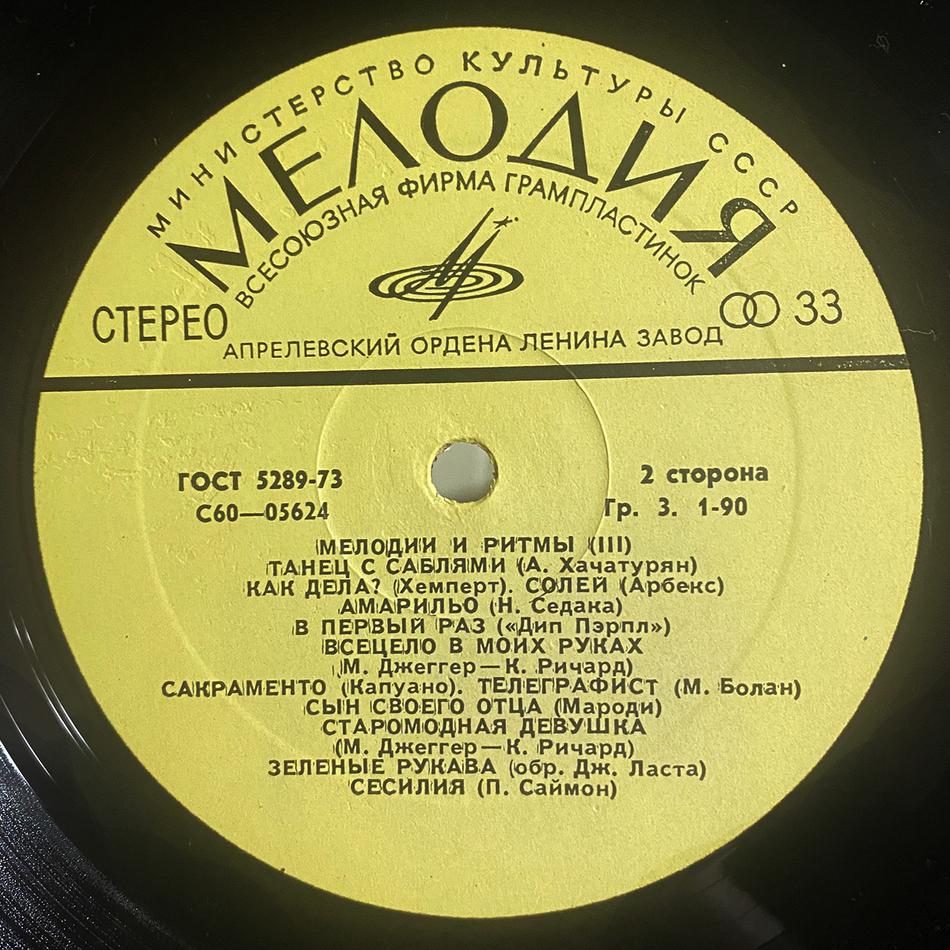 МИНИСТЕРСТВО КУЛЬТУРЫ СССР
МЕЛОДИЯ
ВСЕСОЮЗНАЯ ФИРМА ГРАМПЛАСТИНОК
СТЕРЕО
33
АПРЕЛЕВСКИЙ ОРДЕНА ЛЕНИНА ЗАВОД
ГОСТ 5289-73
2 сторона
С60—05624
Гр. 3. 1-90
МЕЛОДИИ И РИТМЫ (III)
ТАНЕЦ С САБЛЯМИ (А. Хачатурян)
КАК ДЕЛА? (Хемперт). СОЛЕЙ (Арбекс)
АМАРИЛЬО (Н. Седака)
В ПЕРВЫЙ РАЗ («Дип Пэрпл»)
ВСЕЦЕЛО В МОИХ РУКАХ
(М. Джеггер — К. Ричард)
САКРАМЕНТО (Капуано). ТЕЛЕГРАФИСТ (М. Болан)
СЫН СВОЕГО ОТЦА (Мароди)
СТАРОМОДНАЯ ДЕВУШКА
(М. Джеггер — К. Ричард)
ЗЕЛЕНЫЕ РУКАВА (обр. Дж. Ласта)
СЕСИЛИЯ (П. Саймон)